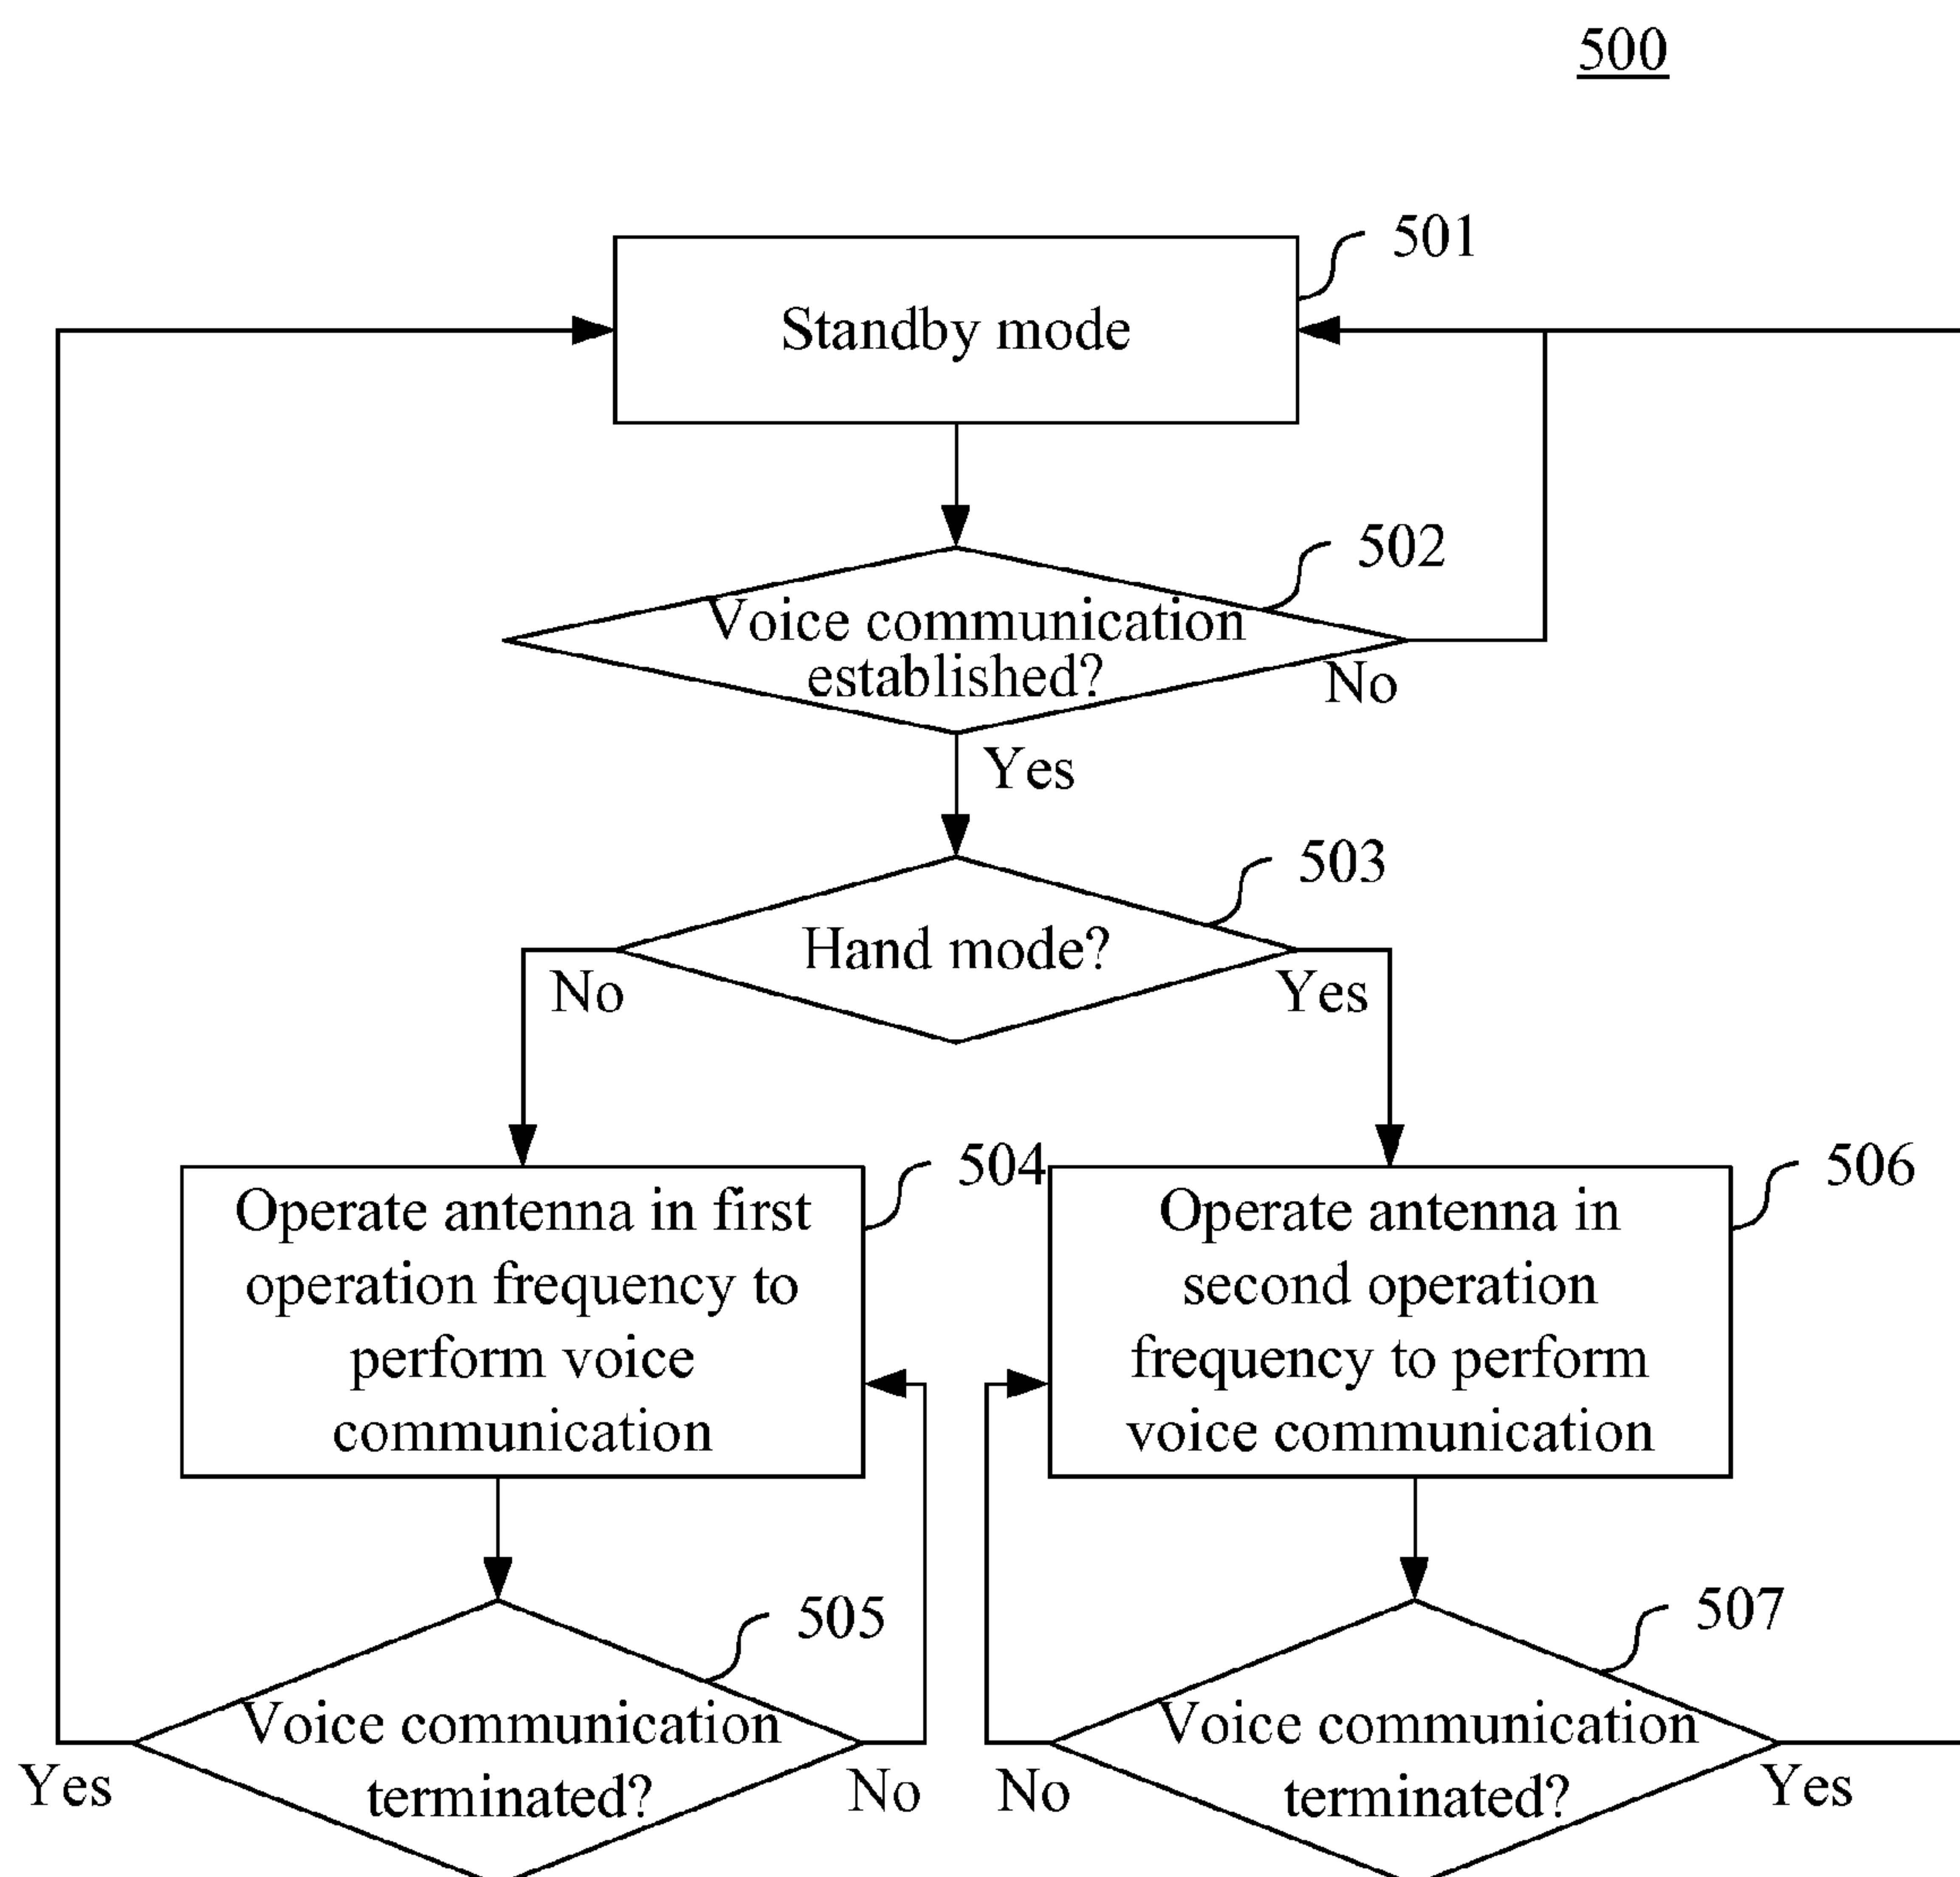 500
501
Standby mode
502
Voice communication
established?
No
Yes
503
Hand mode?
No
Yes
504
Operate antenna in first
operation frequency to
perform voice
communication
506
Operate antenna in
second operation
frequency to perform
voice communication
505
Voice communication
terminated?
Yes
No
507
Voice communication
terminated?
No
Yes